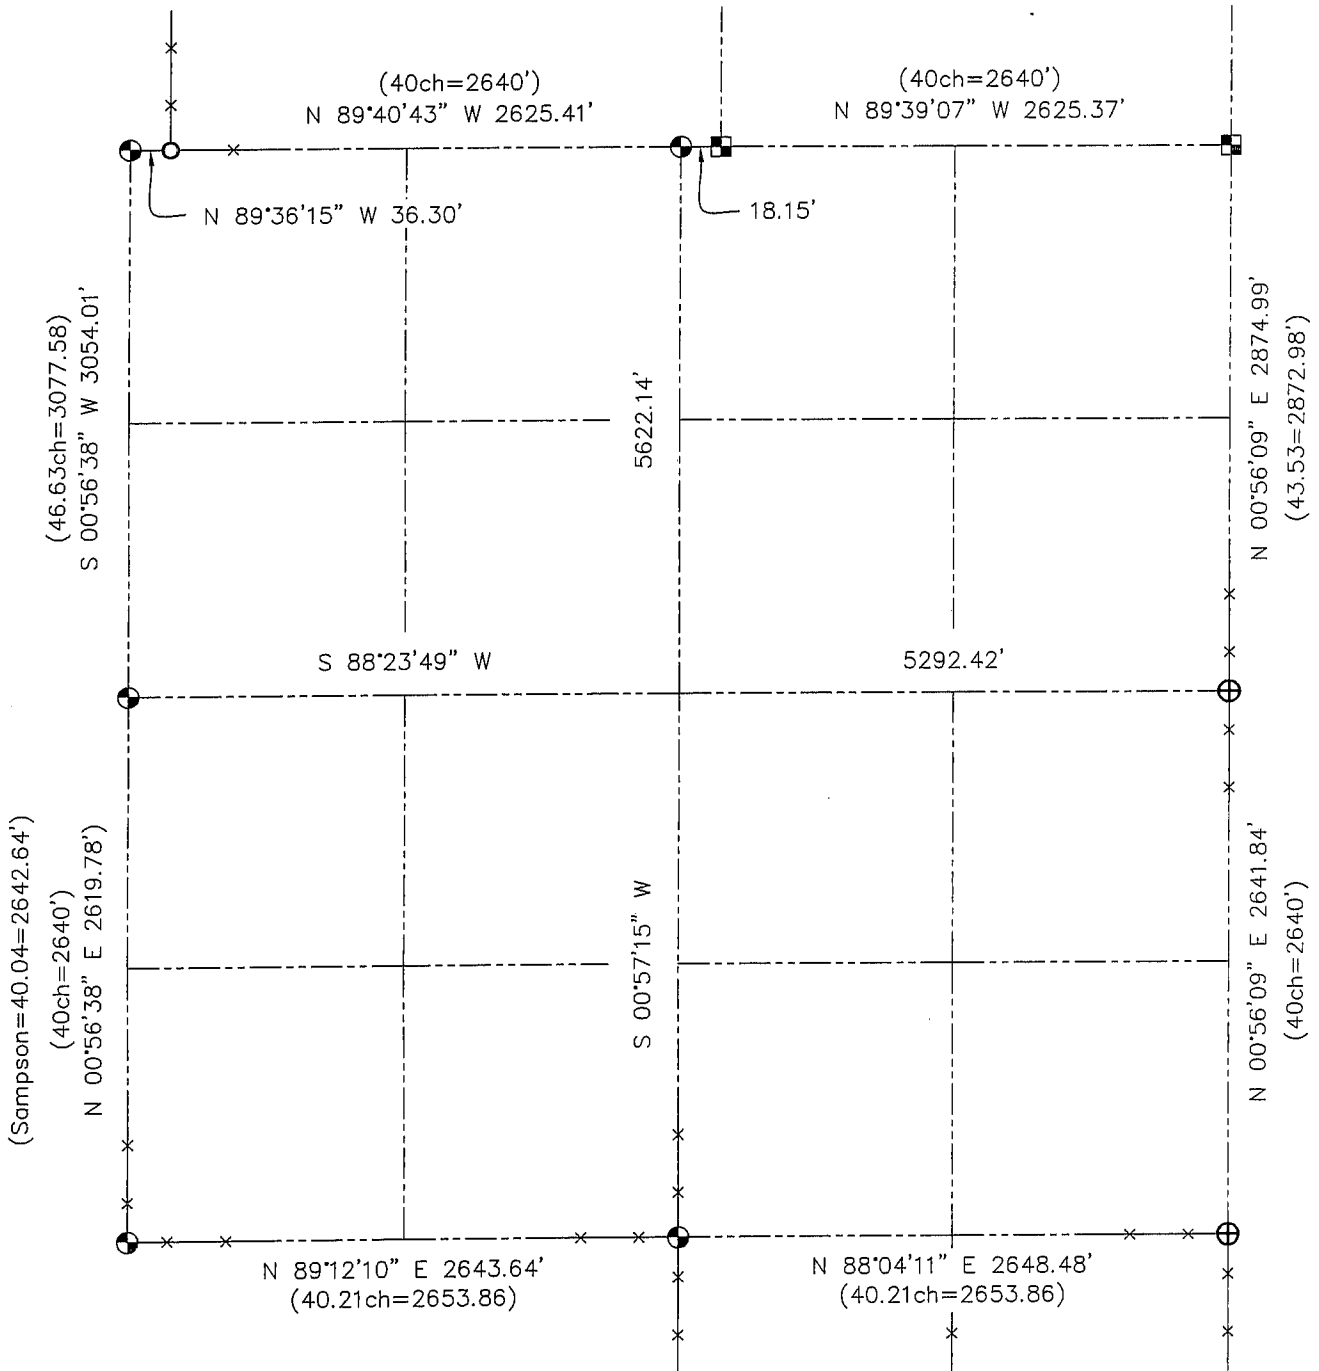 (40ch=2640')
N 89°40'43" W 2625.41'
(40ch=2640')
N 89°39'07" W 2625.37'
N 89°36'15" W 36.30'
18.15'
(46.63ch=3077.58)
S 00°56'38" W 3054.01'
5622.14'
N 00°56'09" E 2874.99'
(43.53=2872.98')
S 88°23'49" W
5292.42'
(Sampson=40.04=2642.64')
(40ch=2640')
N 00°56'38" E 2619.78')
S 00°57'15" W
N 00°56'09" E 2641.84'
(40ch=2640')
N 89°12'10" E 2643.64'
(40.21ch=2653.86)
N 88°04'11" E 2648.48'
(40.21ch=2653.86)